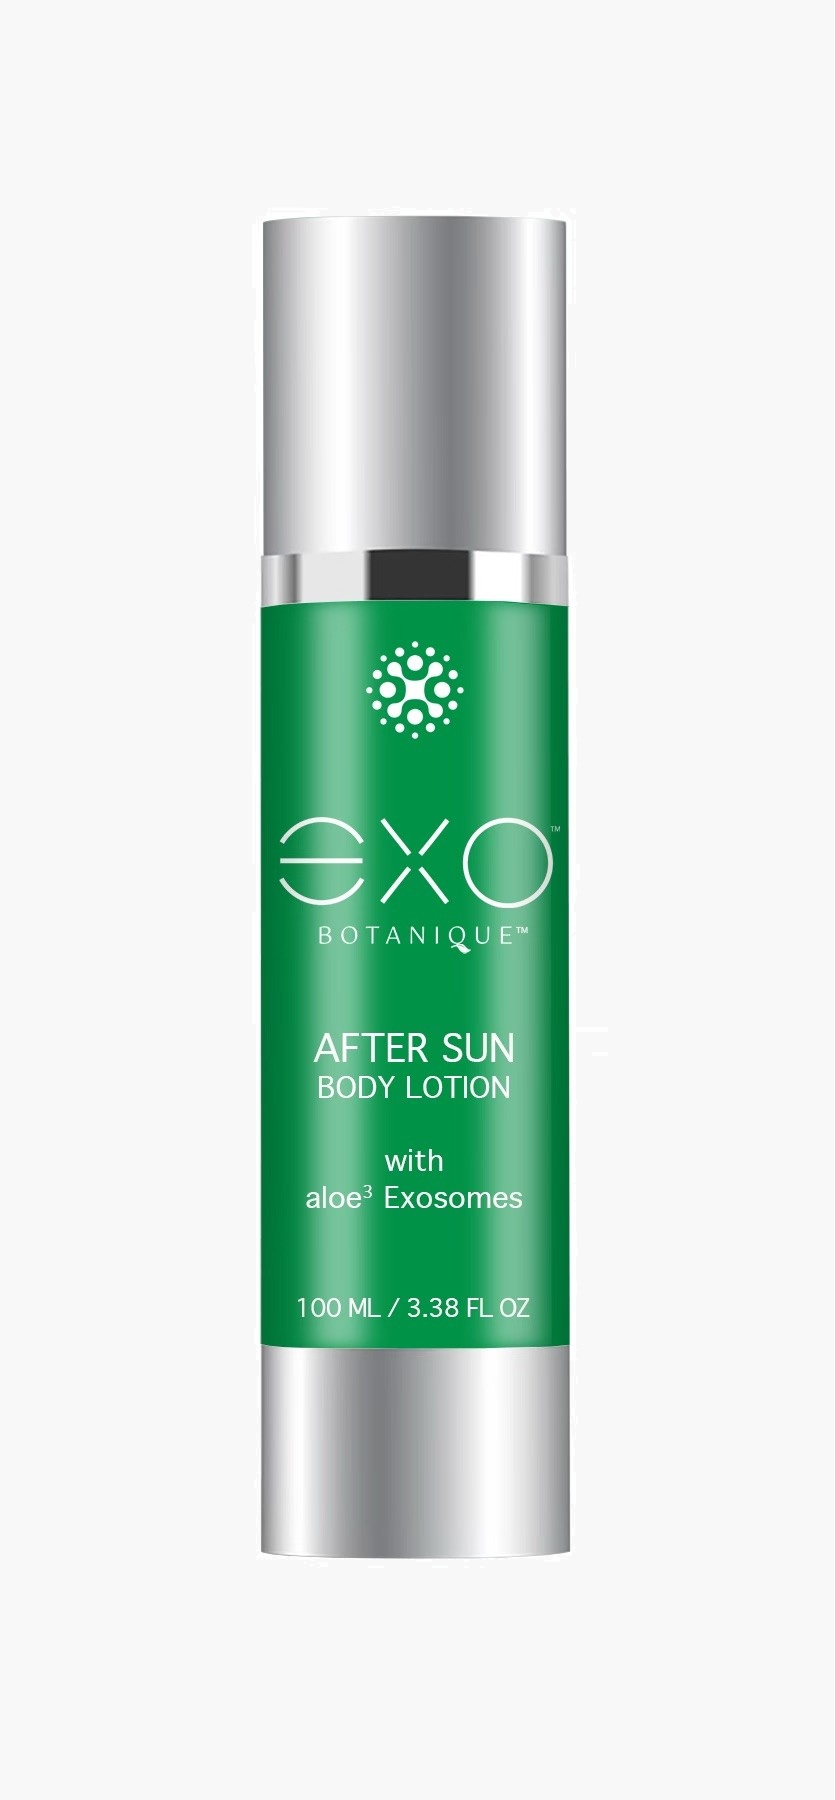 exo™
BOTANIQUE™
AFTER SUN
BODY LOTION
with
aloe³ Exosomes
100 ML / 3.38 FL OZ